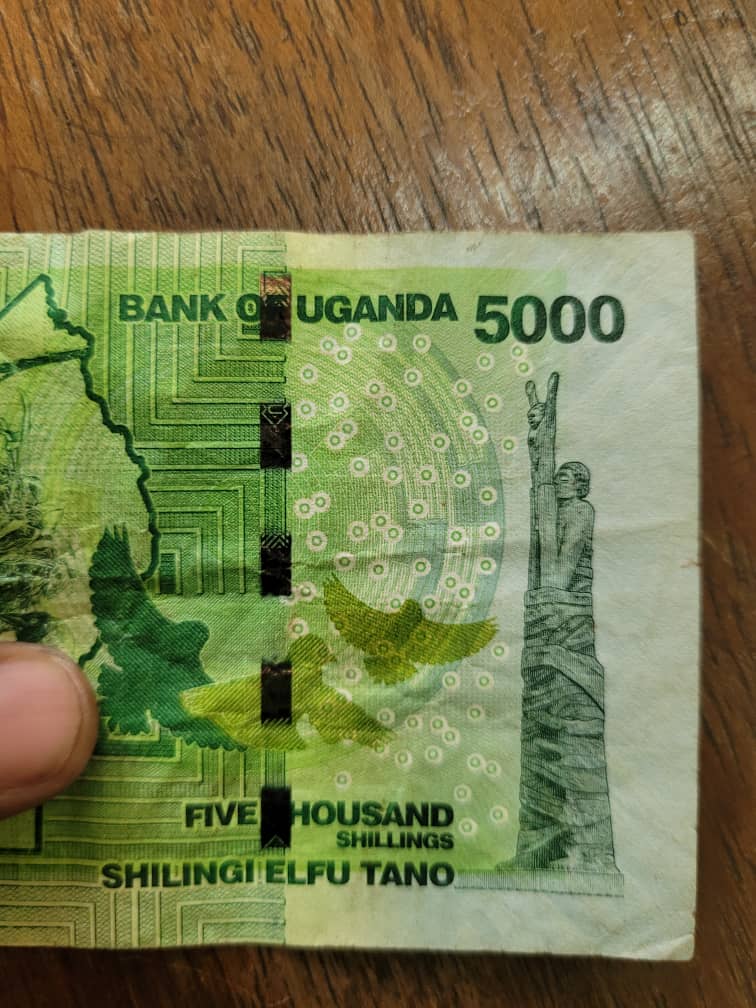 BANK OF UGANDA 5000
FIVE THOUSAND
SHILLINGS
SHILINGI ELFU TANO